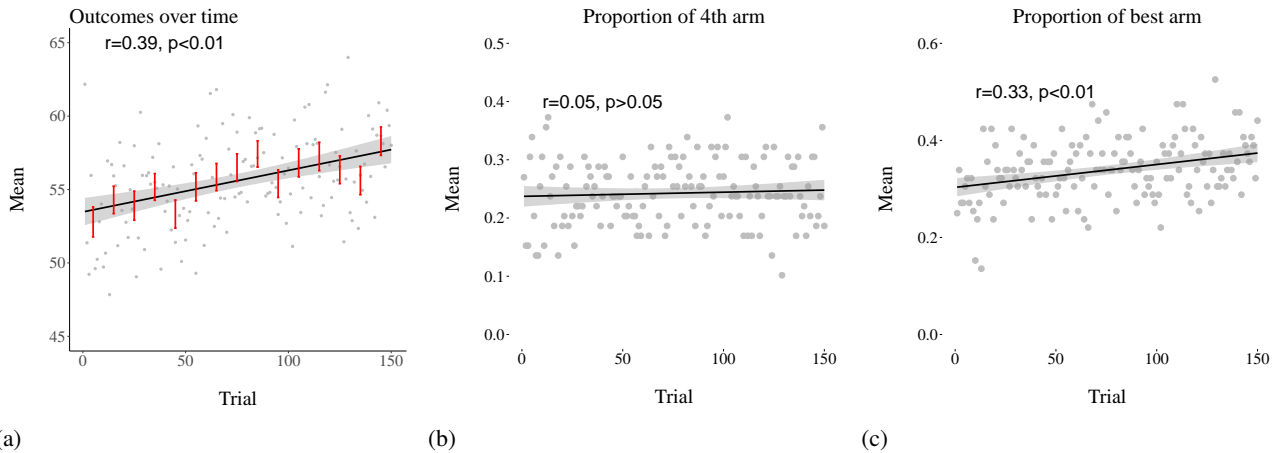 Outcomes over time
r=0.39, p<0.01
65
60
55
50
45
Mean
0
50
100
150
Trial
(a)
Proportion of 4th arm
r=0.05, p>0.05
0.5
0.4
0.3
0.2
0.1
0.0
Mean
0
50
100
150
Trial
(b)
Proportion of best arm
r=0.33, p<0.01
0.6
0.4
0.2
0.0
Mean
0
50
100
150
Trial
(c)